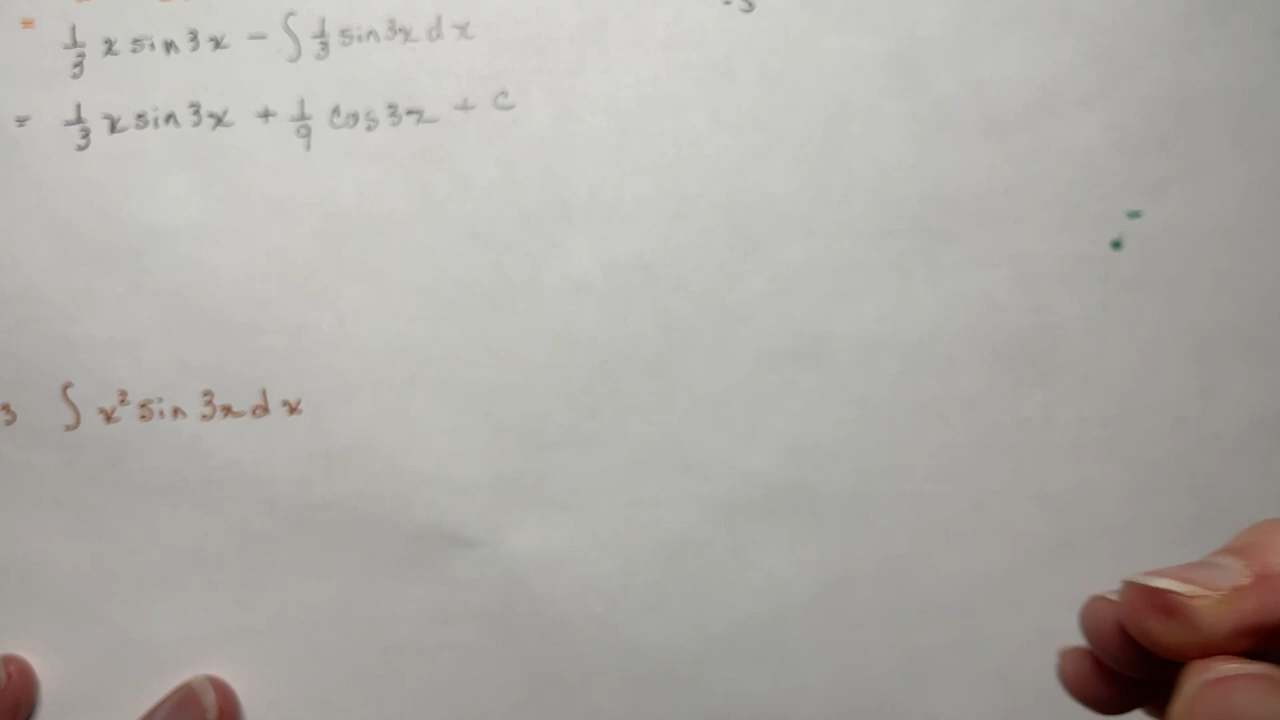 = 1/3 x sin 3x - ∫ 1/3 sin 3x dx
= 1/3 x sin 3x + 1/9 cos 3x + c
3 ∫ x² sin 3x dx